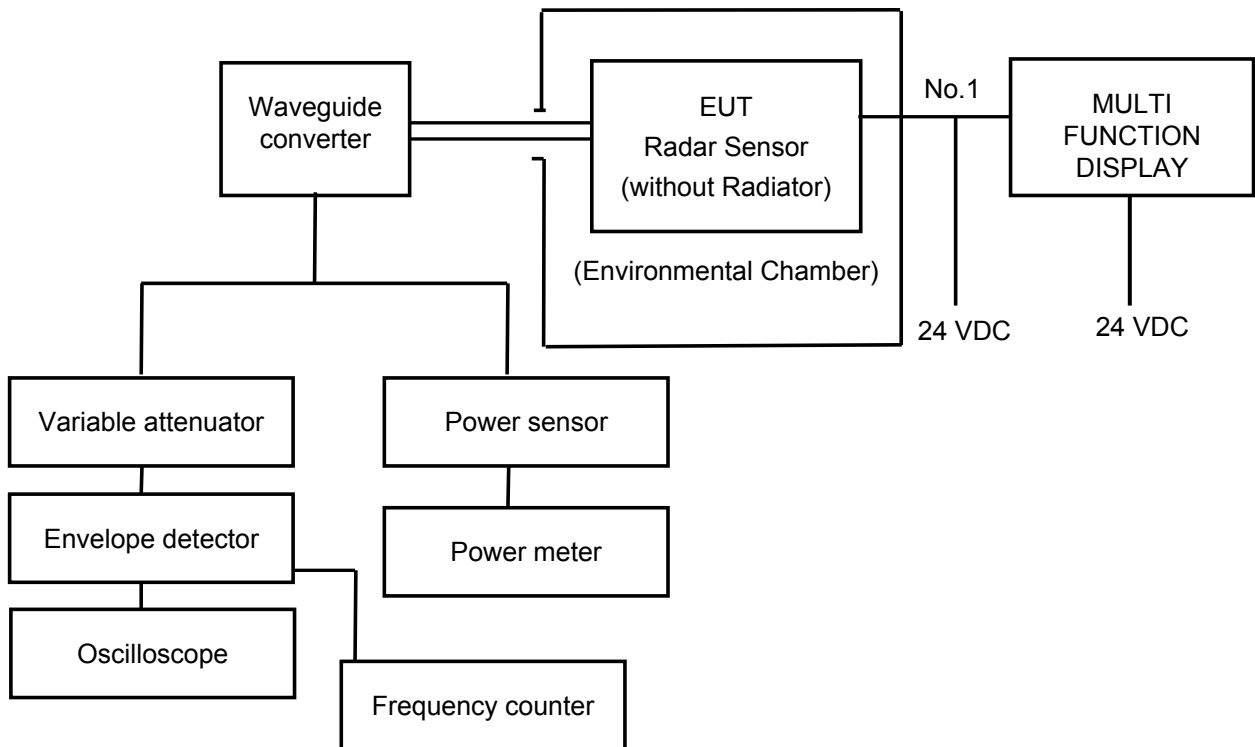 Waveguide
converter
EUT
Radar Sensor
(without Radiator)
(Environmental Chamber)
No.1
MULTI
FUNCTION
DISPLAY
24 VDC
24 VDC
Variable attenuator
Power sensor
Envelope detector
Power meter
Oscilloscope
Frequency counter